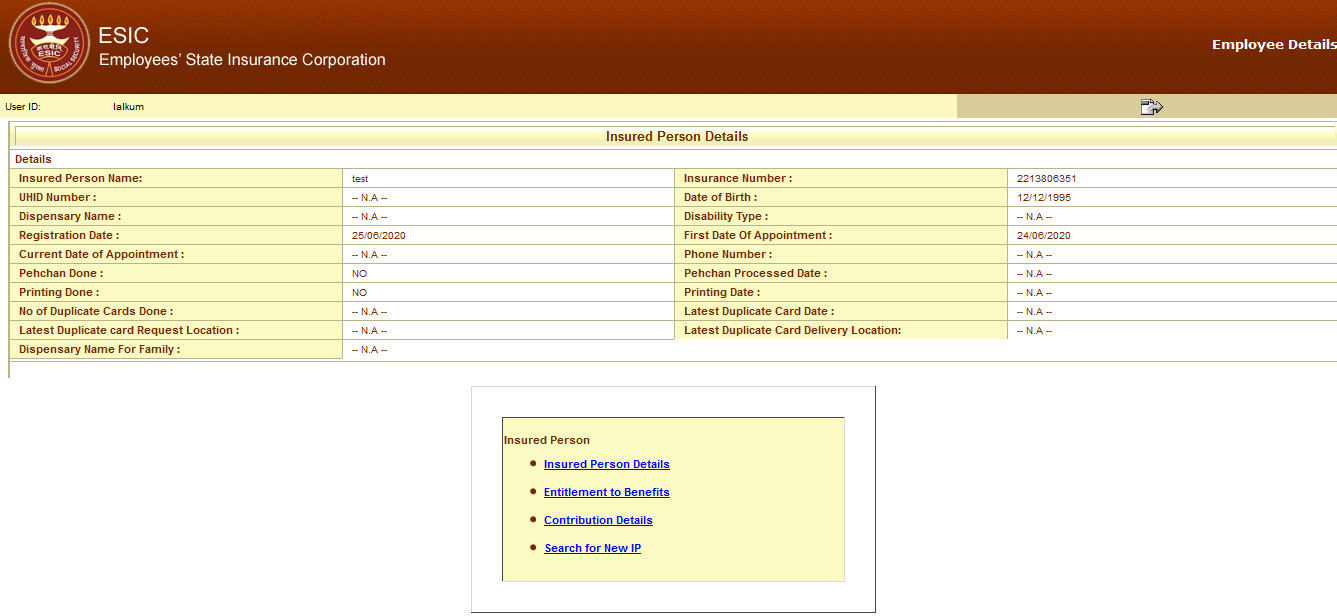 ESIC
Employees' State Insurance Corporation
Employee Details
ESIC
SOCIAL SECURITY
User ID: lalkum
Insured Person Details
Details
Insured Person Name: test Insurance Number : 2213806351
UHID Number : -- N.A -- Date of Birth : 12/12/1995
Dispensary Name : -- N.A -- Disability Type : -- N.A --
Registration Date : 25/06/2020 First Date Of Appointment : 24/06/2020
Current Date of Appointment : -- N.A -- Phone Number : -- N.A --
Pehchan Done : NO Pehchan Processed Date : -- N.A --
Printing Done : NO Printing Date : -- N.A --
No of Duplicate Cards Done : -- N.A -- Latest Duplicate Card Date : -- N.A --
Latest Duplicate card Request Location : -- N.A -- Latest Duplicate Card Delivery Location: -- N.A --
Dispensary Name For Family : -- N.A --
Insured Person
Insured Person Details
Entitlement to Benefits
Contribution Details
Search for New IP